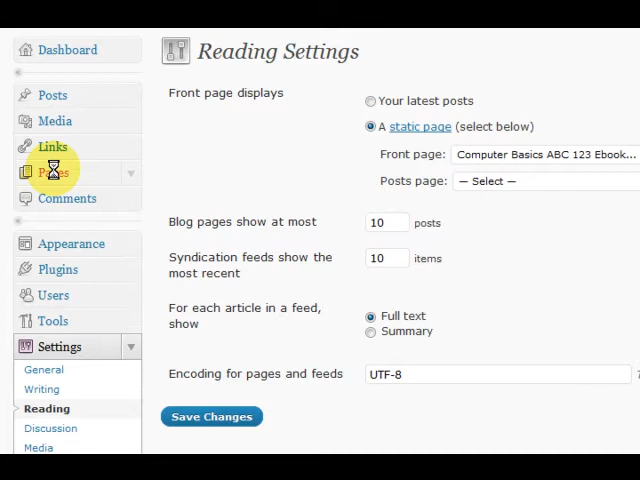 Dashboard
Posts
Media
Links
Pages
Comments
Appearance
Plugins
Users
Tools
Settings
General
Writing
Reading
Discussion
Media
Reading Settings
Front page displays
Your latest posts
A static page (select below)
Front page: Computer Basics ABC 123 Ebook...
Posts page: — Select —
Blog pages show at most 10 posts
Syndication feeds show the
most recent
10 items
For each article in a feed,
show
Full text
Summary
Encoding for pages and feeds UTF-8
Save Changes